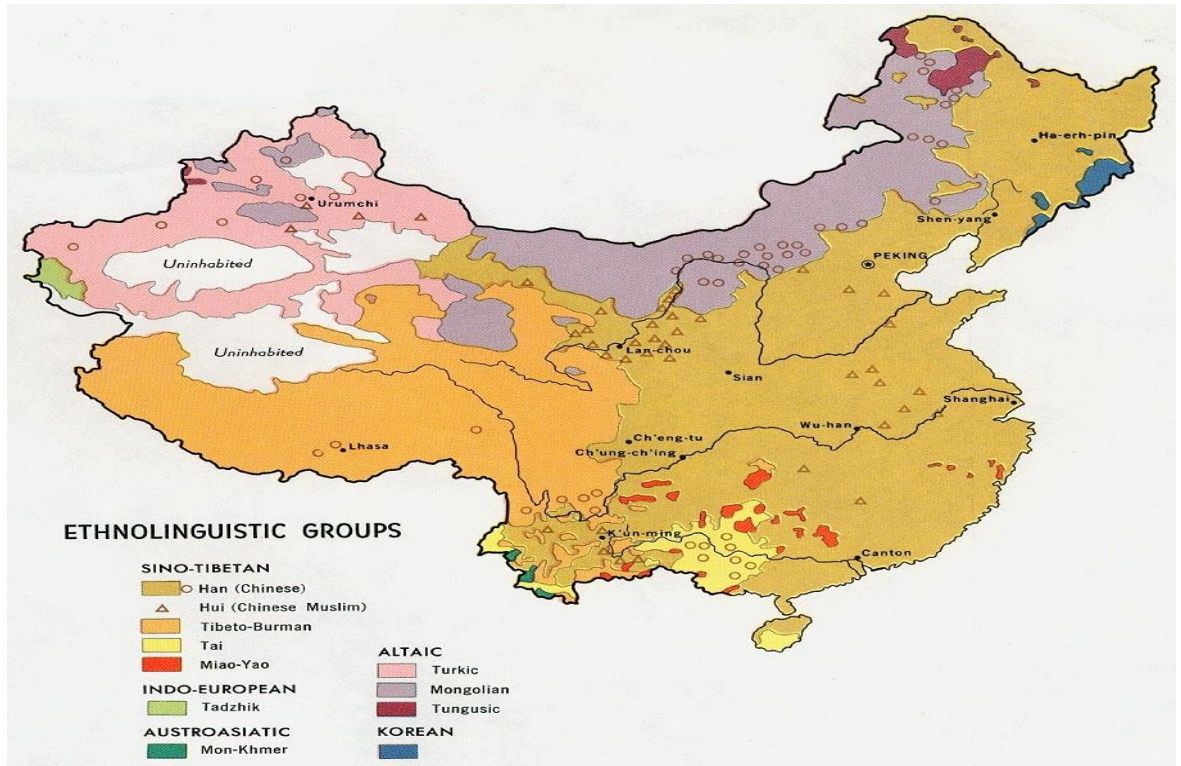 Ha-erh-pin
Urumchi
Shen-yang
PEKING
Uninhabited
Uninhabited
Lan-chou
Sian
Shanghai
Wu-han
Ch'eng-tu
Ch'ung-ch'ing
Lhasa
K'un-ming
Canton
ETHNOLINGUISTIC GROUPS
SINO-TIBETAN
Han (Chinese)
Hui (Chinese Muslim)
Tibeto-Burman
Tai
Miao-Yao
INDO-EUROPEAN
Tadzhik
AUSTROASIATIC
Mon-Khmer
ALTAIC
Turkic
Mongolian
Tungusic
KOREAN